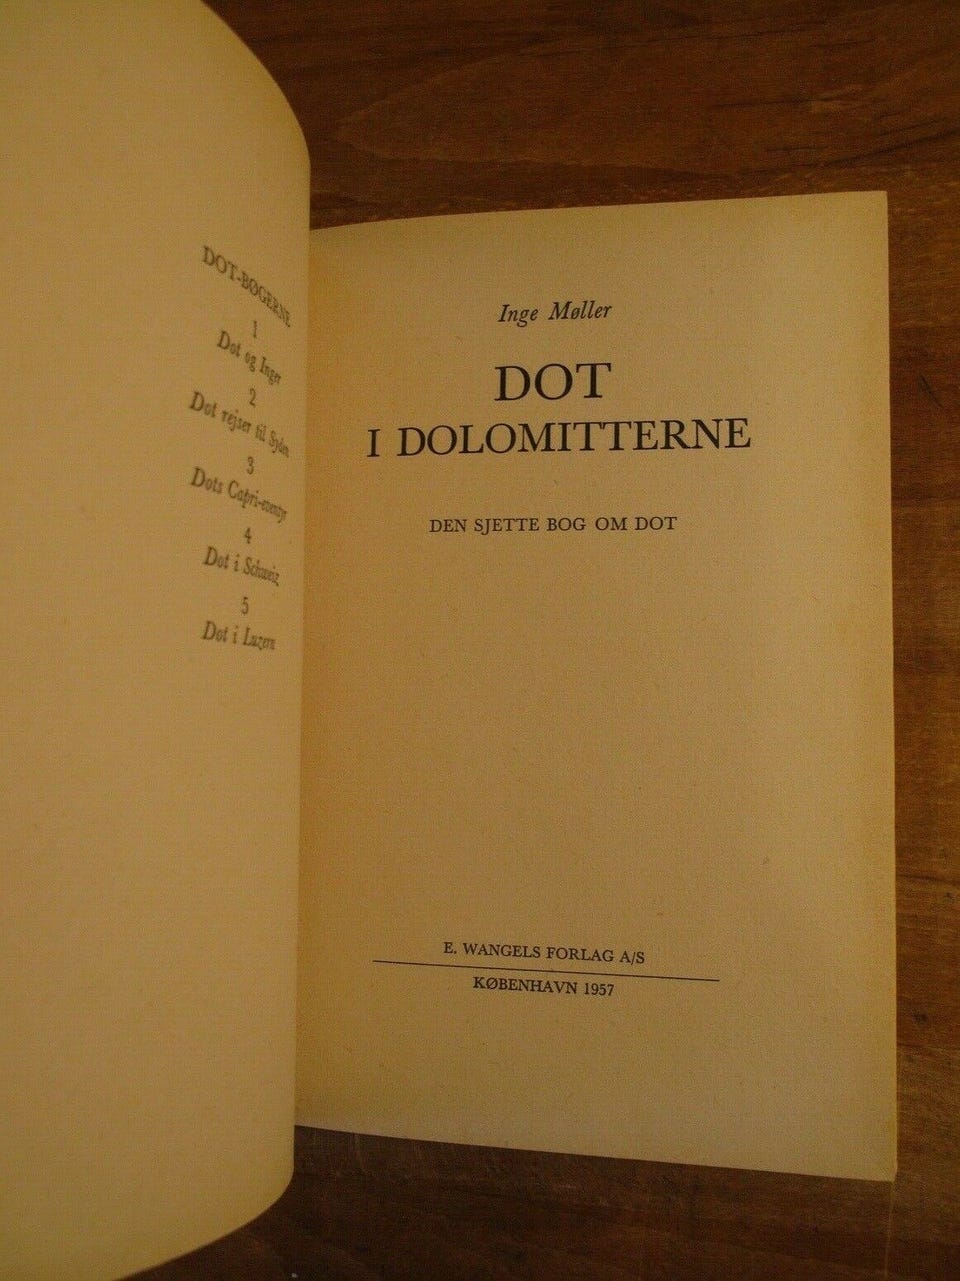 DOT-BØGERNE
1
Dot og Inger
2
Dot rejser til Syden
3
Dots Capri-eventyr
4
Dot i Schweiz
5
Dot i Luzern
Inge Møller
DOT
I DOLOMITTERNE
DEN SJETTE BOG OM DOT
E. WANGELS FORLAG A/S
KØBENHAVN 1957